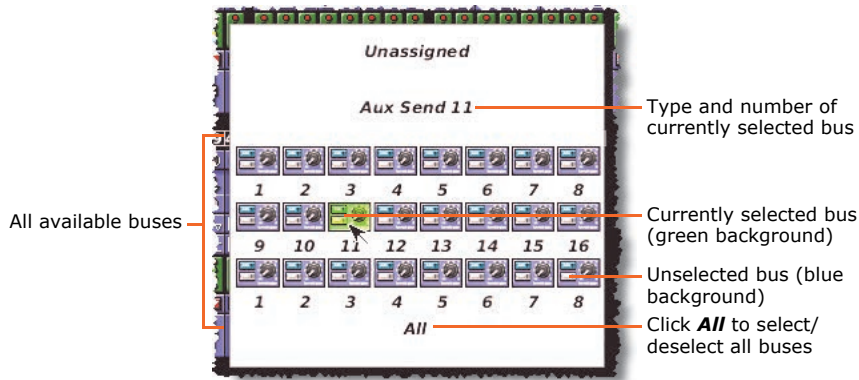 Unassigned
Aux Send 11
Type and number of
currently selected bus
1 2 3 4 5 6 7 8
All available buses
9 10 11 12 13 14 15 16
Currently selected bus
(green background)
Unselected bus (blue
background)
1 2 3 4 5 6 7 8
All
Click All to select/
deselect all buses